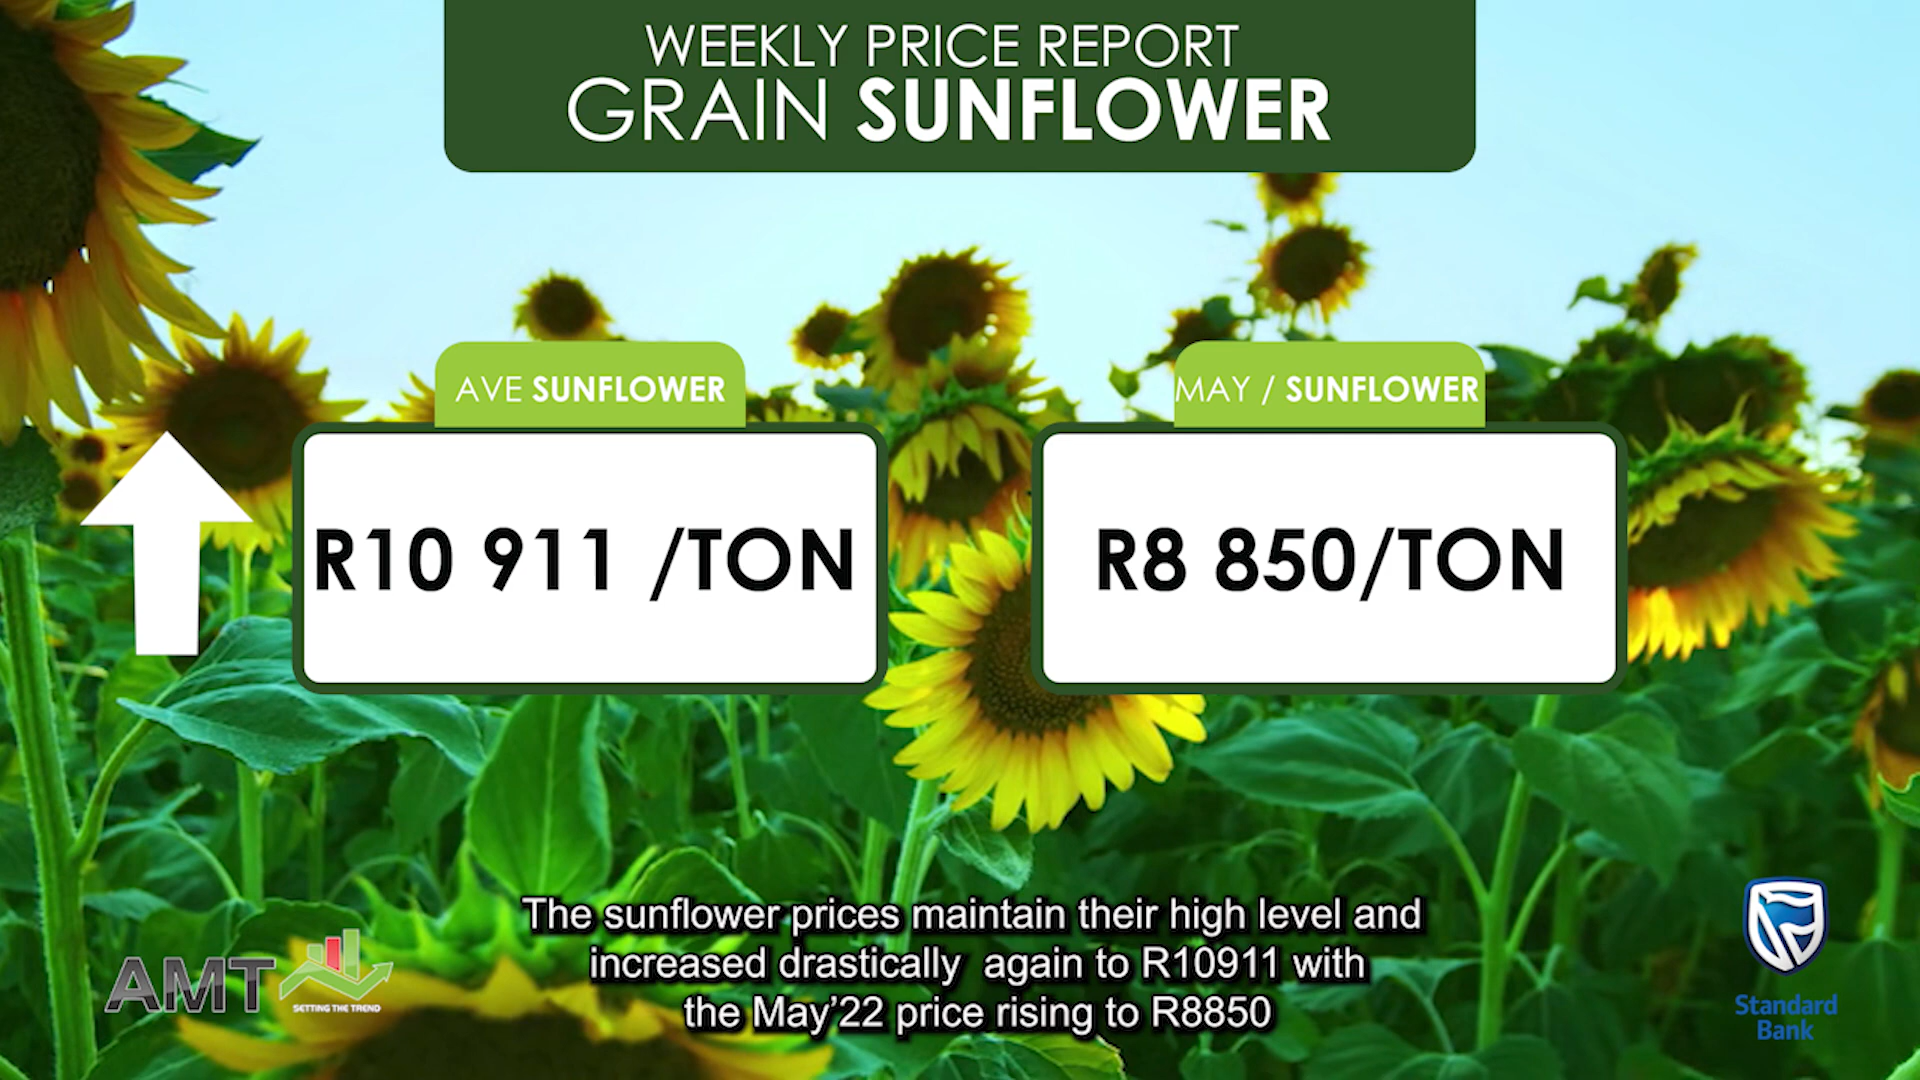 WEEKLY PRICE REPORT
GRAIN SUNFLOWER
AVE SUNFLOWER
MAY / SUNFLOWER
R10 911 /TON
R8 850/TON
The sunflower prices maintain their high level and
increased drastically  again to R10911 with
the May’22 price rising to R8850
AMT
SETTING THE TREND
Standard
Bank